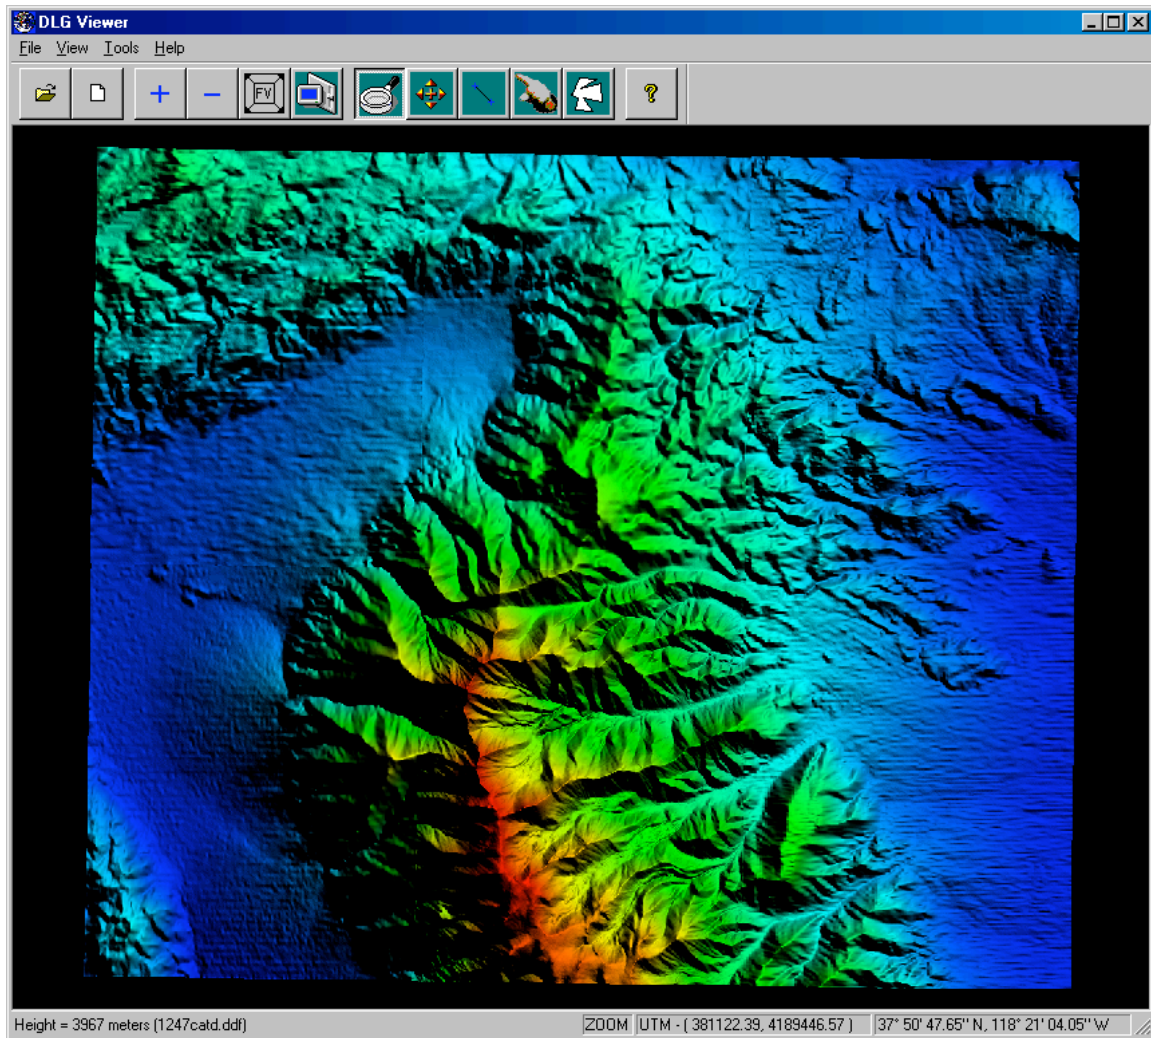 DLG Viewer
File View Tools Help
+ − FV ?
Height = 3967 meters (1247catd.ddf) ZOOM UTM - ( 381122.39, 4189446.57 ) 37° 50' 47.65'' N, 118° 21' 04.05'' W